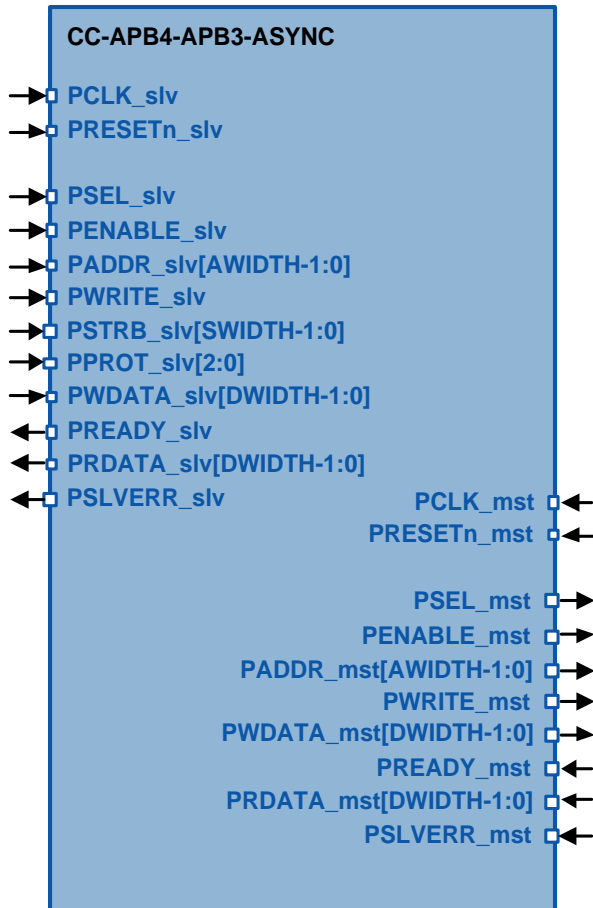 CC-APB4-APB3-ASYNC
PCLK_slv
PRESETn_slv
PSEL_slv
PENABLE_slv
PADDR_slv[AWIDTH-1:0]
PWRITE_slv
PSTRB_slv[SWIDTH-1:0]
PPROT_slv[2:0]
PWDATA_slv[DWIDTH-1:0]
PREADY_slv
PRDATA_slv[DWIDTH-1:0]
PSLVERR_slv
PCLK_mst
PRESETn_mst
PSEL_mst
PENABLE_mst
PADDR_mst[AWIDTH-1:0]
PWRITE_mst
PWDATA_mst[DWIDTH-1:0]
PREADY_mst
PRDATA_mst[DWIDTH-1:0]
PSLVERR_mst